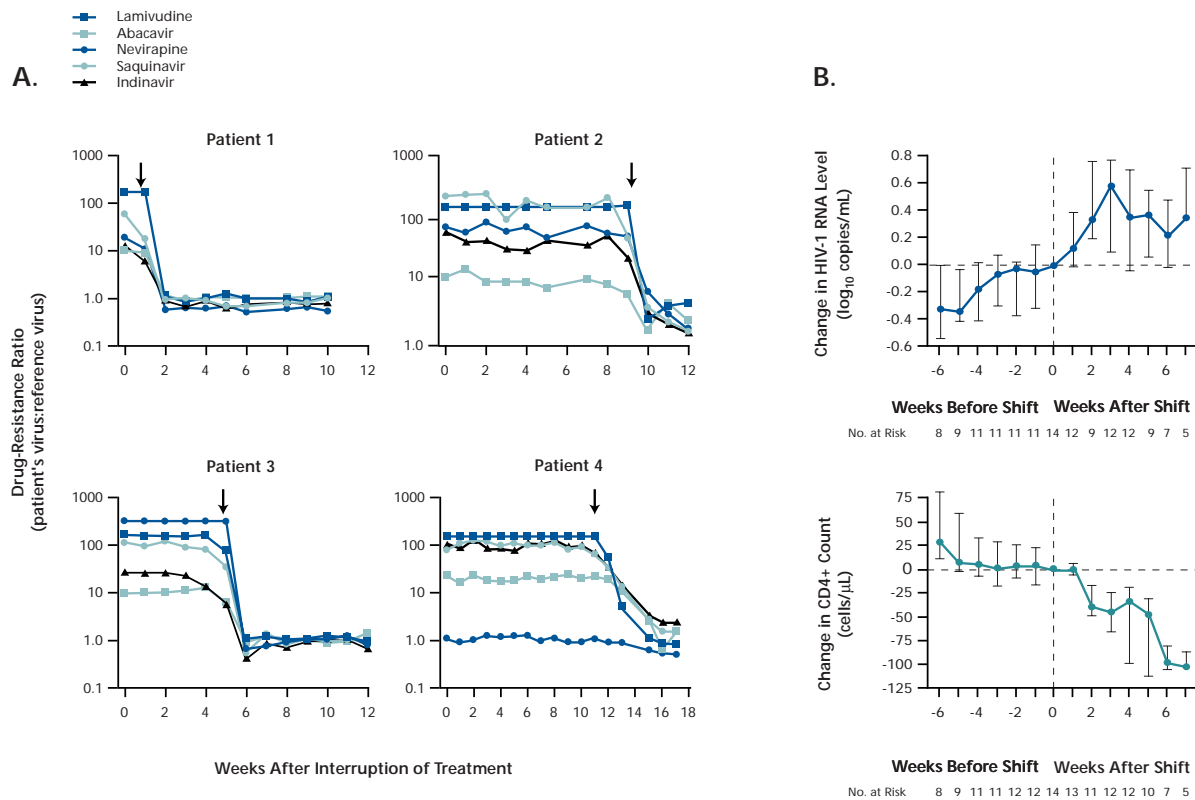 Lamivudine
Abacavir
Nevirapine
Saquinavir
Indinavir
A.
Drug-Resistance Ratio
(patient's virus:reference virus)
Patient 1
1000
100
10
1.0
0.1
0 2 4 6 8 10 12
Patient 2
1000
100
10
1.0
0 2 4 6 8 10 12
Patient 3
1000
100
10
1.0
0.1
0 2 4 6 8 10 12
Patient 4
1000
100
10
1.0
0.1
0 2 4 6 8 10 12 14 16 18
Weeks After Interruption of Treatment
B.
Change in HIV-1 RNA Level
(log10 copies/mL)
0.8
0.6
0.4
0.2
0.0
-0.2
-0.4
-0.6
-6 -4 -2 0 2 4 6
Weeks Before Shift Weeks After Shift
No. at Risk 8 9 11 11 11 11 14 12 9 12 12 9 7 5
Change in CD4+ Count
(cells/μL)
75
50
25
0
-25
-50
-75
-100
-125
-6 -4 -2 0 2 4 6
Weeks Before Shift Weeks After Shift
No. at Risk 8 9 11 11 12 12 14 13 11 12 12 10 7 5